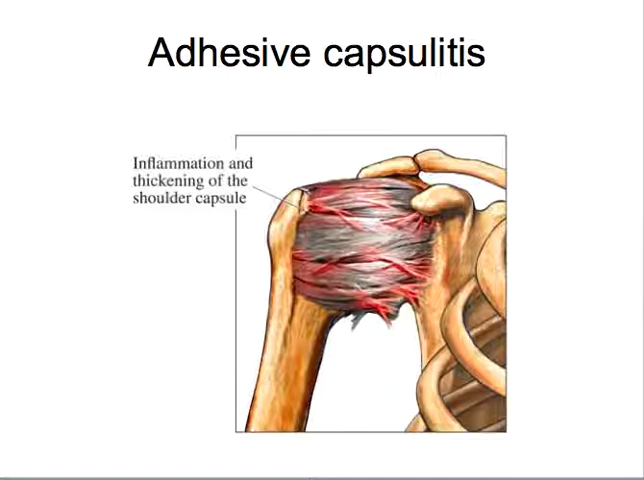 Adhesive capsulitis
Inflammation and
thickening of the
shoulder capsule